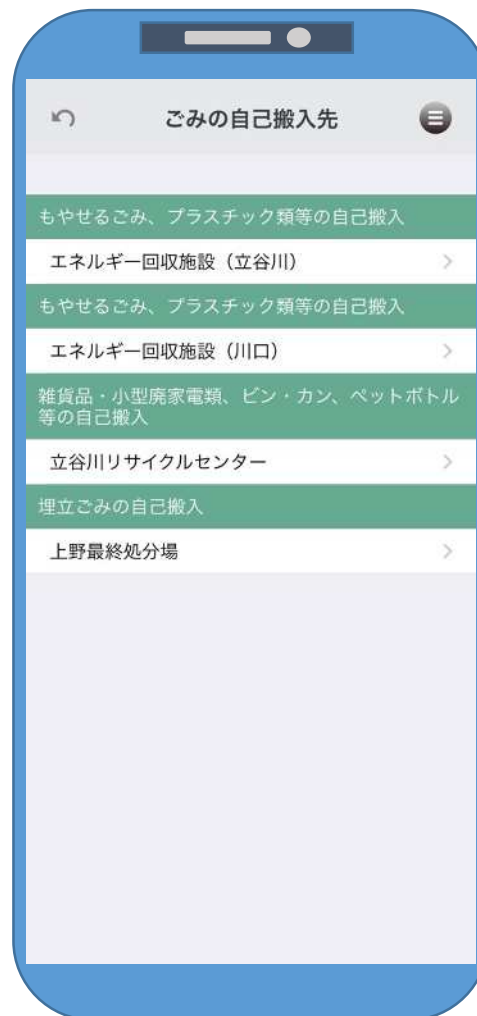 ごみの自己搬入先
もやせるごみ、プラスチック類等の自己搬入
エネルギー回収施設（立谷川）
もやせるごみ、プラスチック類等の自己搬入
エネルギー回収施設（川口）
雑貨品・小型廃家電類、ビン・カン、ペットボトル
等の自己搬入
立谷川リサイクルセンター
埋立ごみの自己搬入
上野最終処分場